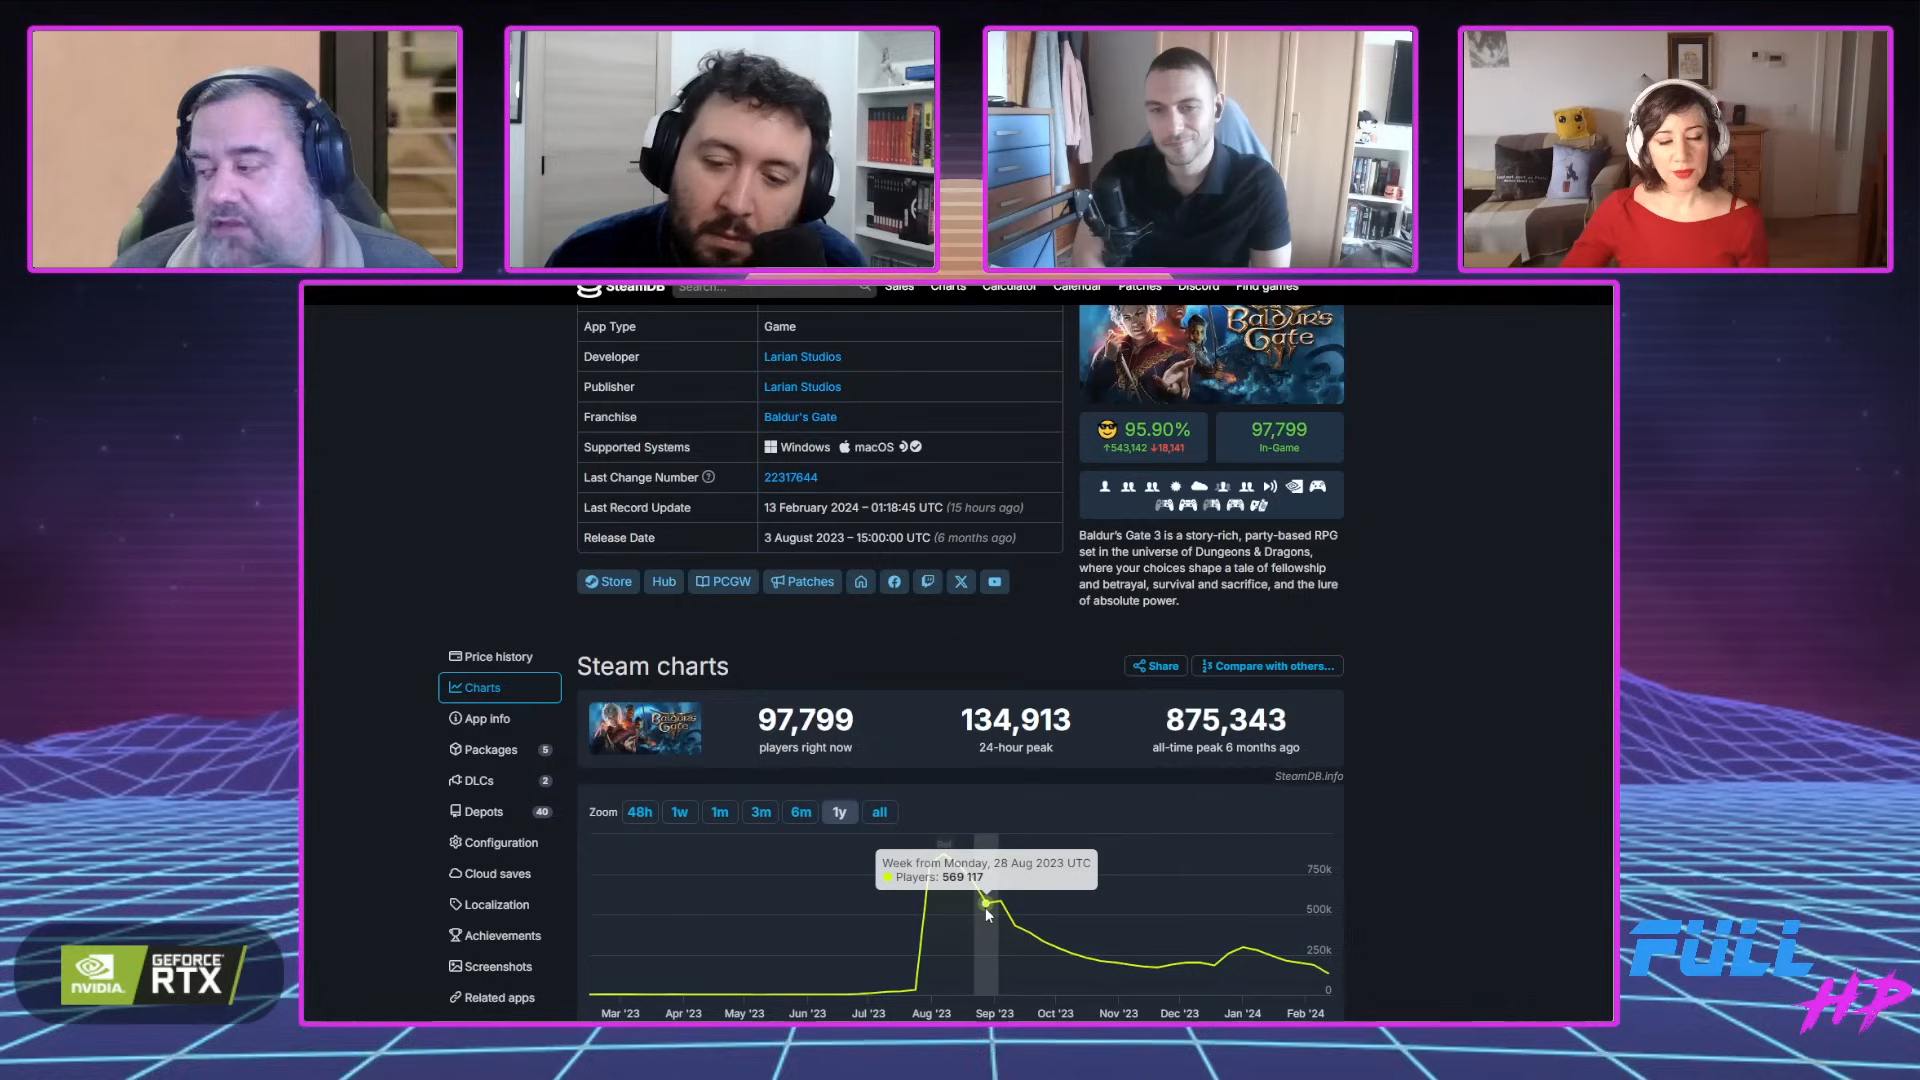 SteamDB Search... Sales Charts Calculator Calendar Patches Discord Find games
App Type Game
Developer Larian Studios
Publisher Larian Studios
Franchise Baldur's Gate
Supported Systems Windows macOS
Last Change Number 22317644
Last Record Update 13 February 2024 – 01:18:45 UTC (15 hours ago)
Release Date 3 August 2023 – 15:00:00 UTC (6 months ago)
Store Hub PCGW Patches
Baldur's
Gate
95.90%
↑543,142 ↓18,141
97,799
In-Game
Baldur's Gate 3 is a story-rich, party-based RPG
set in the universe of Dungeons & Dragons,
where your choices shape a tale of fellowship
and betrayal, survival and sacrifice, and the lure
of absolute power.
Price history
Charts
App info
Packages 5
DLCs 2
Depots 40
Configuration
Cloud saves
Localization
Achievements
Screenshots
Related apps
Steam charts
Share
Compare with others...
Baldur's
Gate
97,799
players right now
134,913
24-hour peak
875,343
all-time peak 6 months ago
SteamDB.info
Zoom 48h 1w 1m 3m 6m 1y all
Week from Monday, 28 Aug 2023 UTC
Players: 569 117
750k
500k
250k
0
Mar '23 Apr '23 May '23 Jun '23 Jul '23 Aug '23 Sep '23 Oct '23 Nov '23 Dec '23 Jan '24 Feb '24
NVIDIA. GEFORCE RTX
FULL
HP